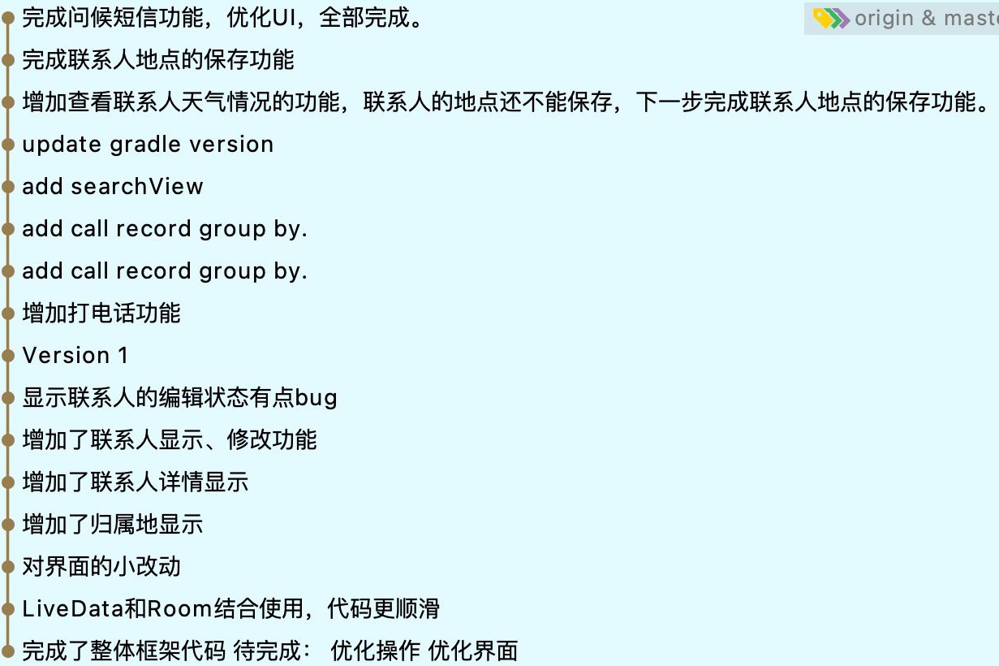 完成问候短信功能，优化UI，全部完成。
origin & mast
完成联系人地点的保存功能
增加查看联系人天气情况的功能，联系人的地点还不能保存，下一步完成联系人地点的保存功能。
update gradle version
add searchView
add call record group by.
add call record group by.
增加打电话功能
Version 1
显示联系人的编辑状态有点bug
增加了联系人显示、修改功能
增加了联系人详情显示
增加了归属地显示
对界面的小改动
LiveData和Room结合使用，代码更顺滑
完成了整体框架代码 待完成： 优化操作 优化界面